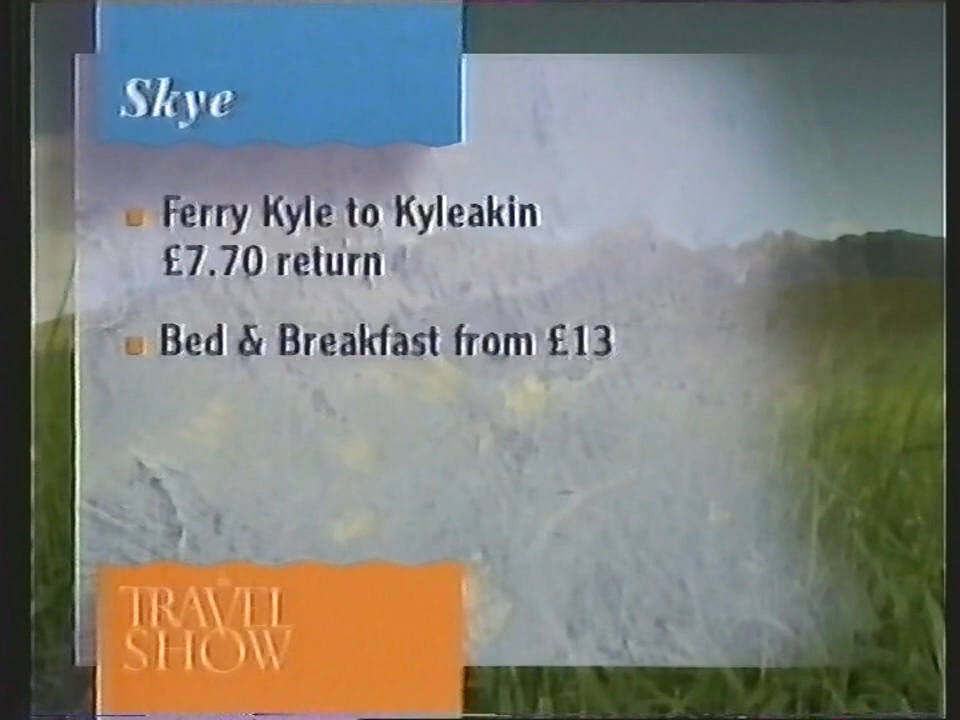 Skye
Ferry Kyle to Kyleakin
£7.70 return
Bed & Breakfast from £13
TRAVEL
SHOW